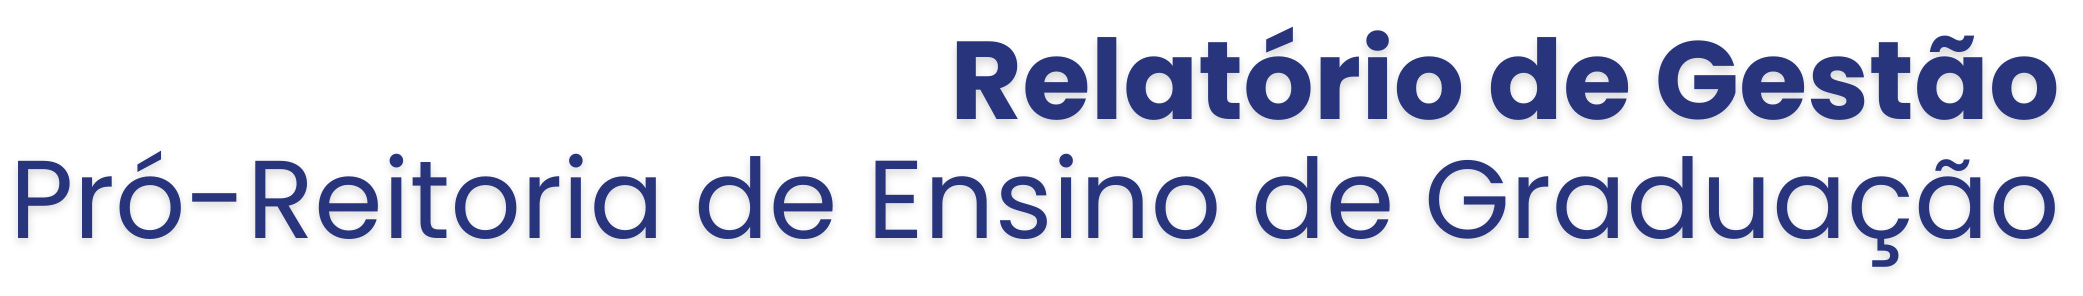 Relatório de Gestão
Pró-Reitoria de Ensino de Graduação